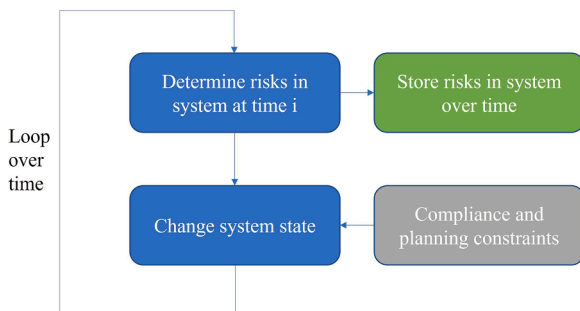 Determine risks in
system at time i
Store risks in system
over time
Loop
over
time
Change system state
Compliance and
planning constraints